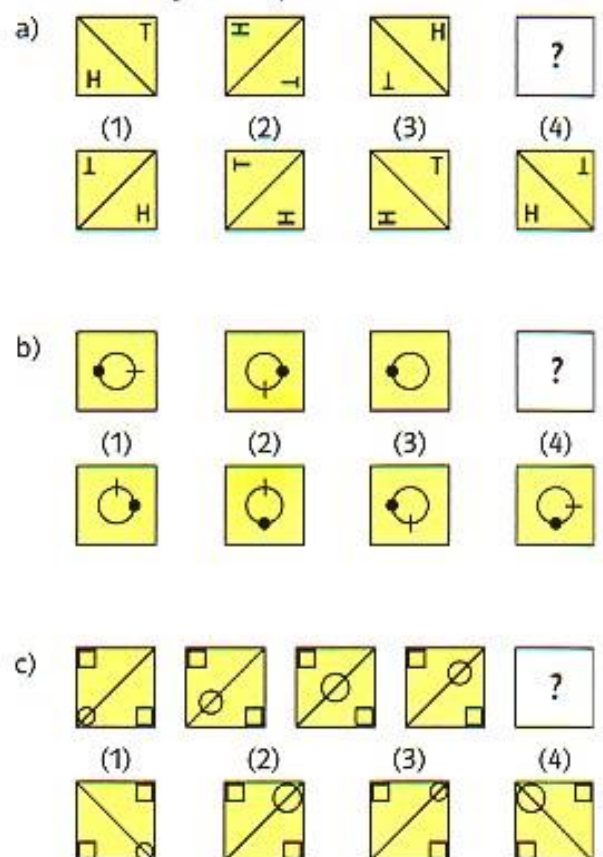 a) T H H T H T ?
(1) (2) (3) (4)
T H T H T H T H
b) ?
(1) (2) (3) (4)
c) ?
(1) (2) (3) (4)